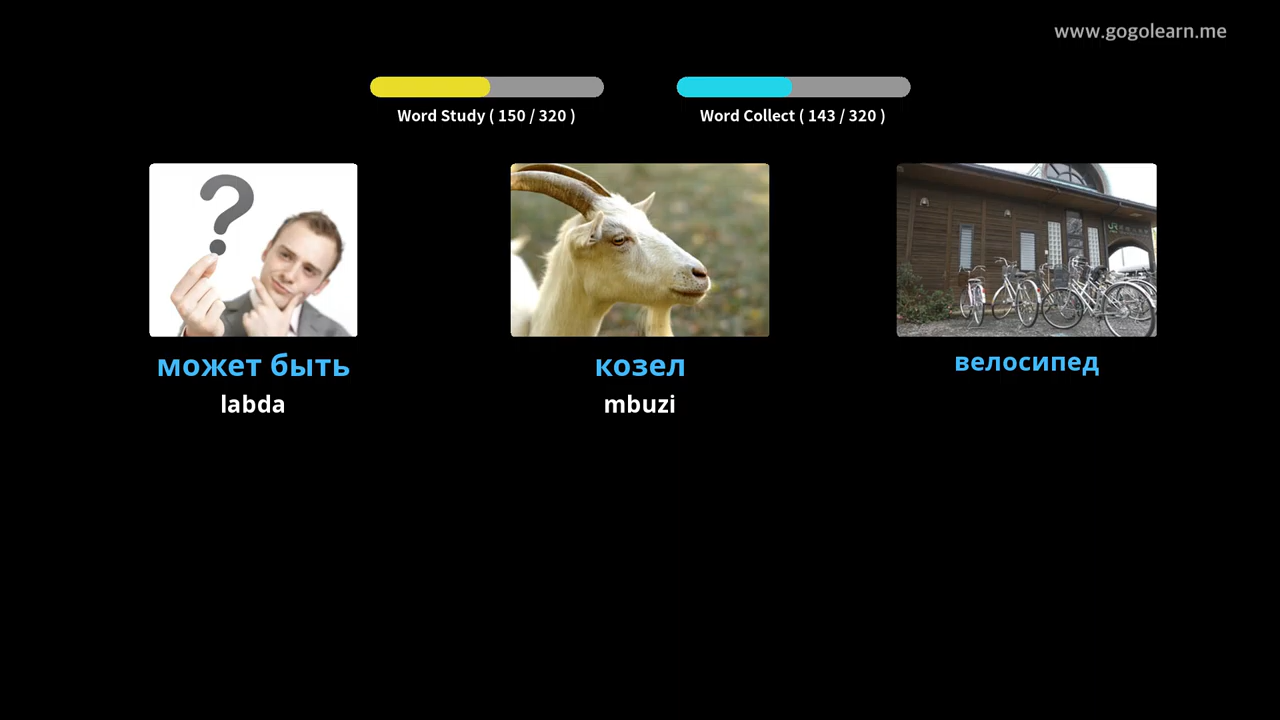 www.gogolearn.me
Word Study ( 150 / 320 )
Word Collect ( 143 / 320 )
может быть
labda
козел
mbuzi
велосипед